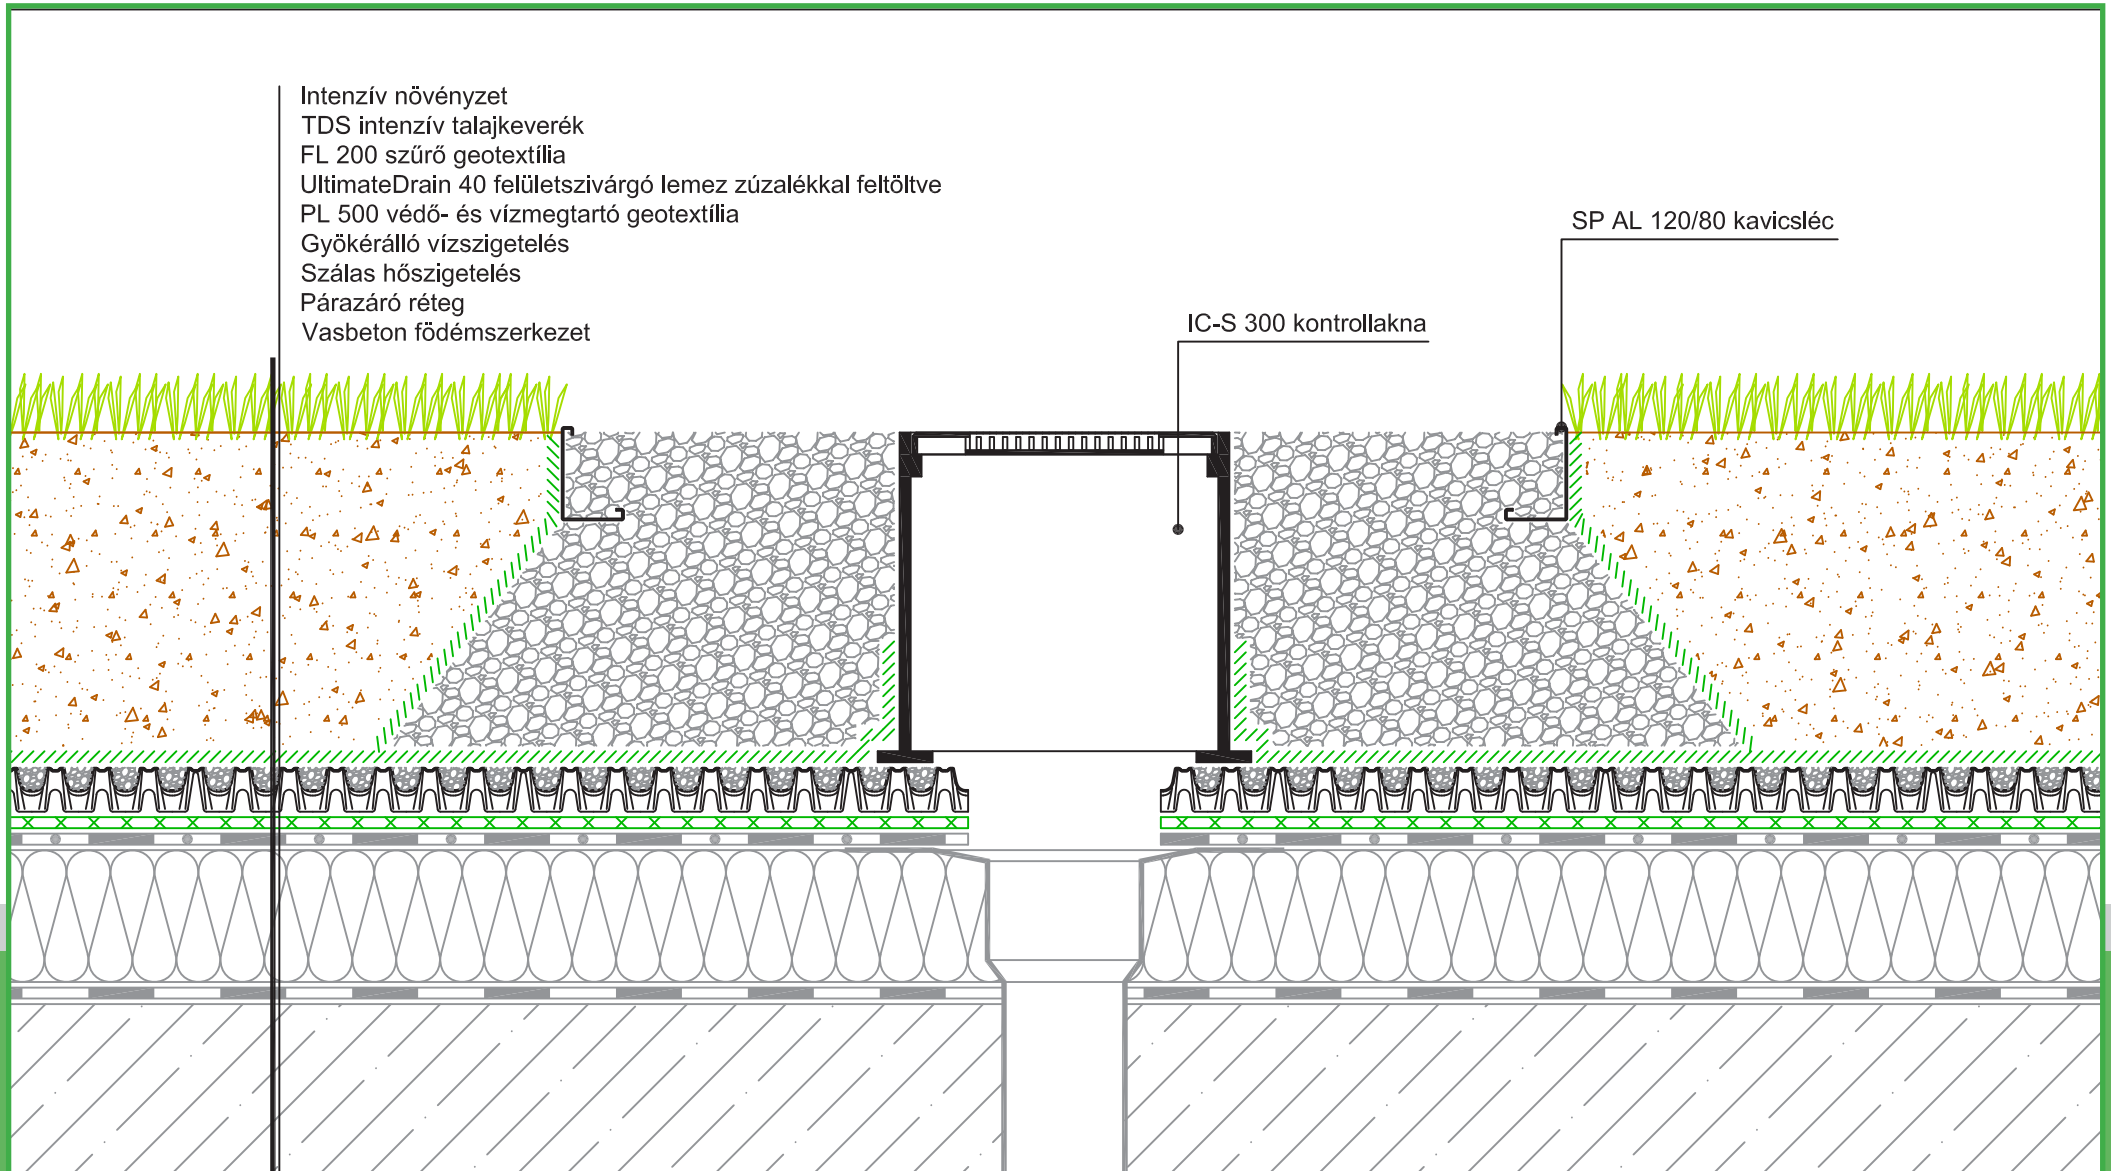 Intenzív növényzet
TDS intenzív talajkeverék
FL 200 szűrő geotextília
UltimateDrain 40 felületszivárgó lemez zúzalékkal feltöltve
PL 500 védő- és vízmegtartó geotextília
Gyökérálló vízszigetelés
Szálas hőszigetelés
Párazáró réteg
Vasbeton födémszerkezet
SP AL 120/80 kavicsléc
IC-S 300 kontrollakna